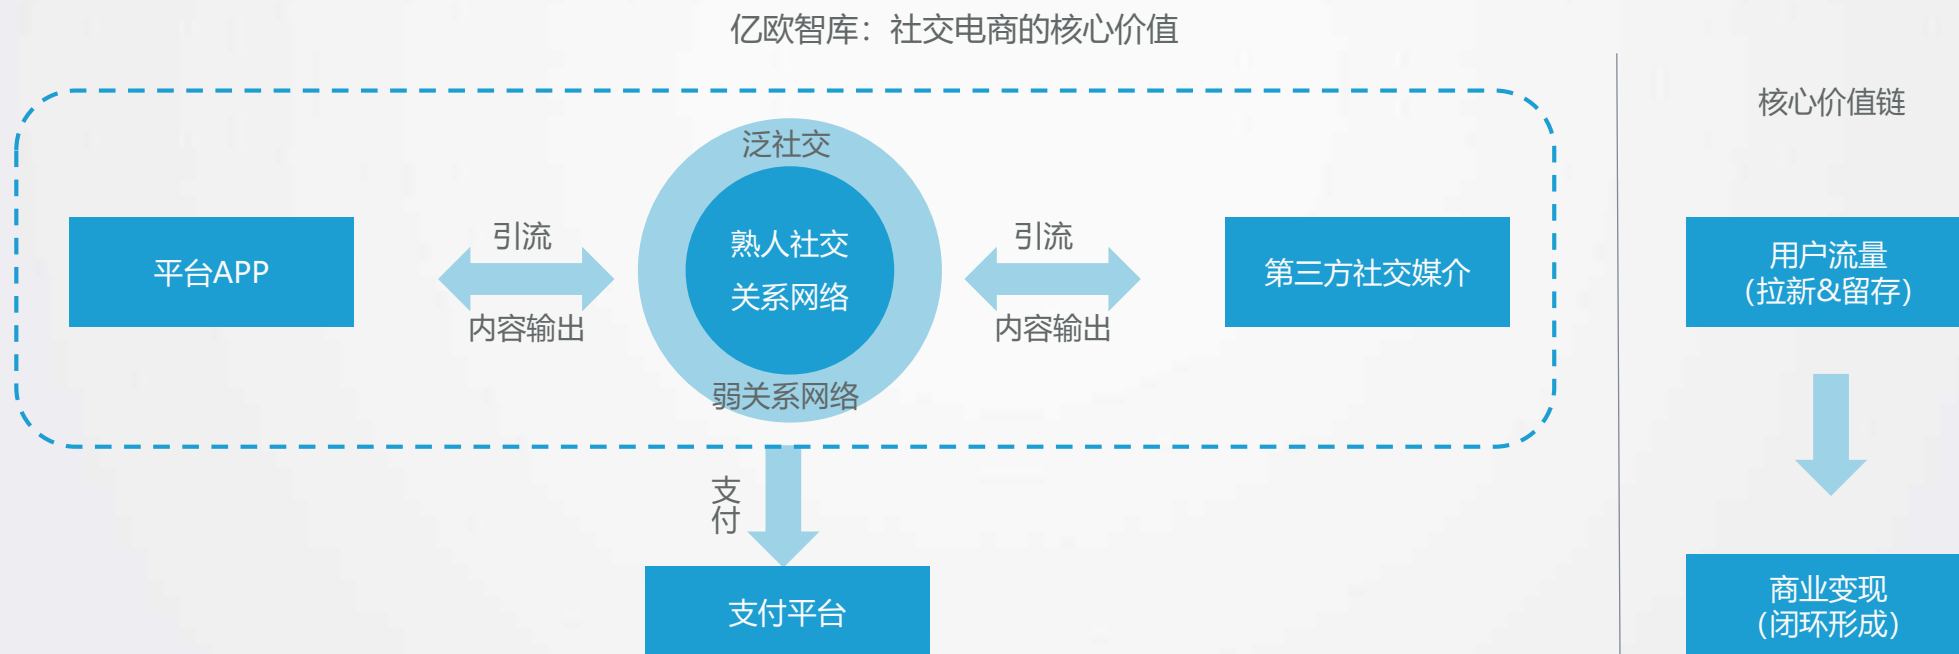 亿欧智库：社交电商的核心价值
核心价值链
泛社交
熟人社交
关系网络
弱关系网络
平台APP
引流
内容输出
引流
内容输出
第三方社交媒介
用户流量
（拉新&留存）
支
付
支付平台
商业变现
（闭环形成）